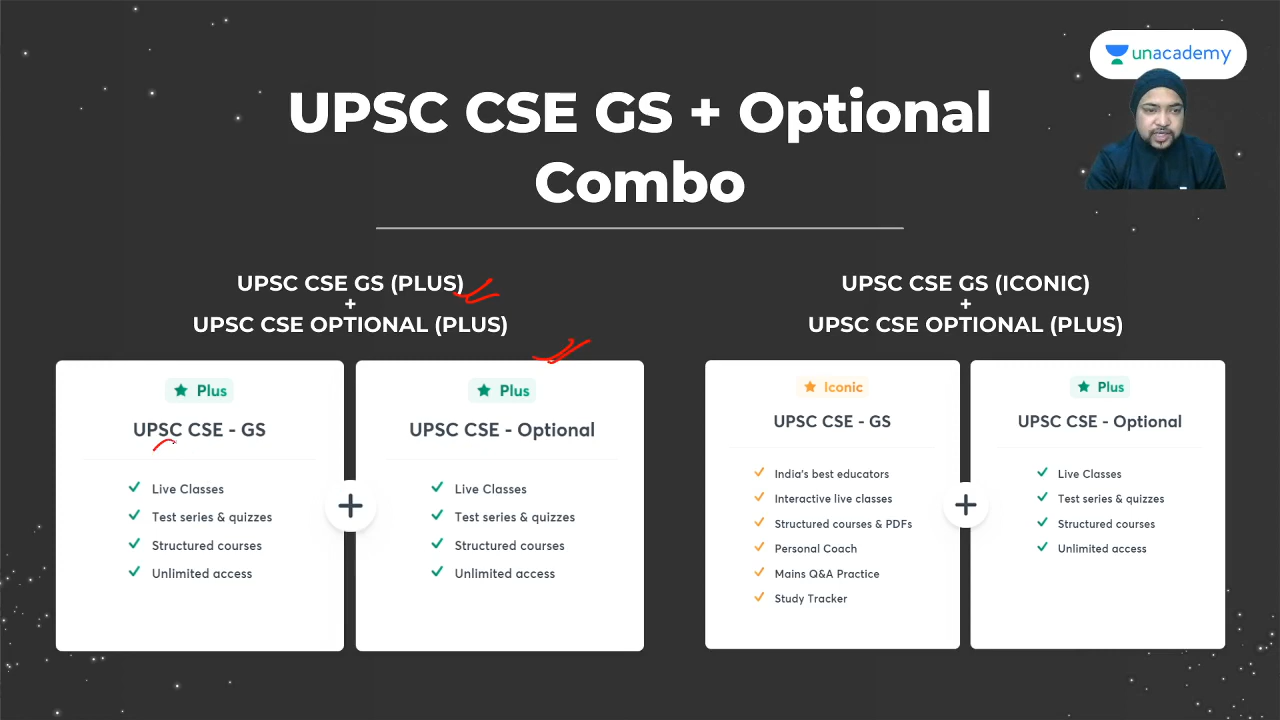 unacademy
UPSC CSE GS + Optional
Combo
UPSC CSE GS (PLUS)
+
UPSC CSE OPTIONAL (PLUS)
Plus
UPSC CSE - GS
Live Classes
Test series & quizzes
Structured courses
Unlimited access
+
Plus
UPSC CSE - Optional
Live Classes
Test series & quizzes
Structured courses
Unlimited access
UPSC CSE GS (ICONIC)
+
UPSC CSE OPTIONAL (PLUS)
Iconic
UPSC CSE - GS
India's best educators
Interactive live classes
Structured courses & PDFs
Personal Coach
Mains Q&A Practice
Study Tracker
+
Plus
UPSC CSE - Optional
Live Classes
Test series & quizzes
Structured courses
Unlimited access